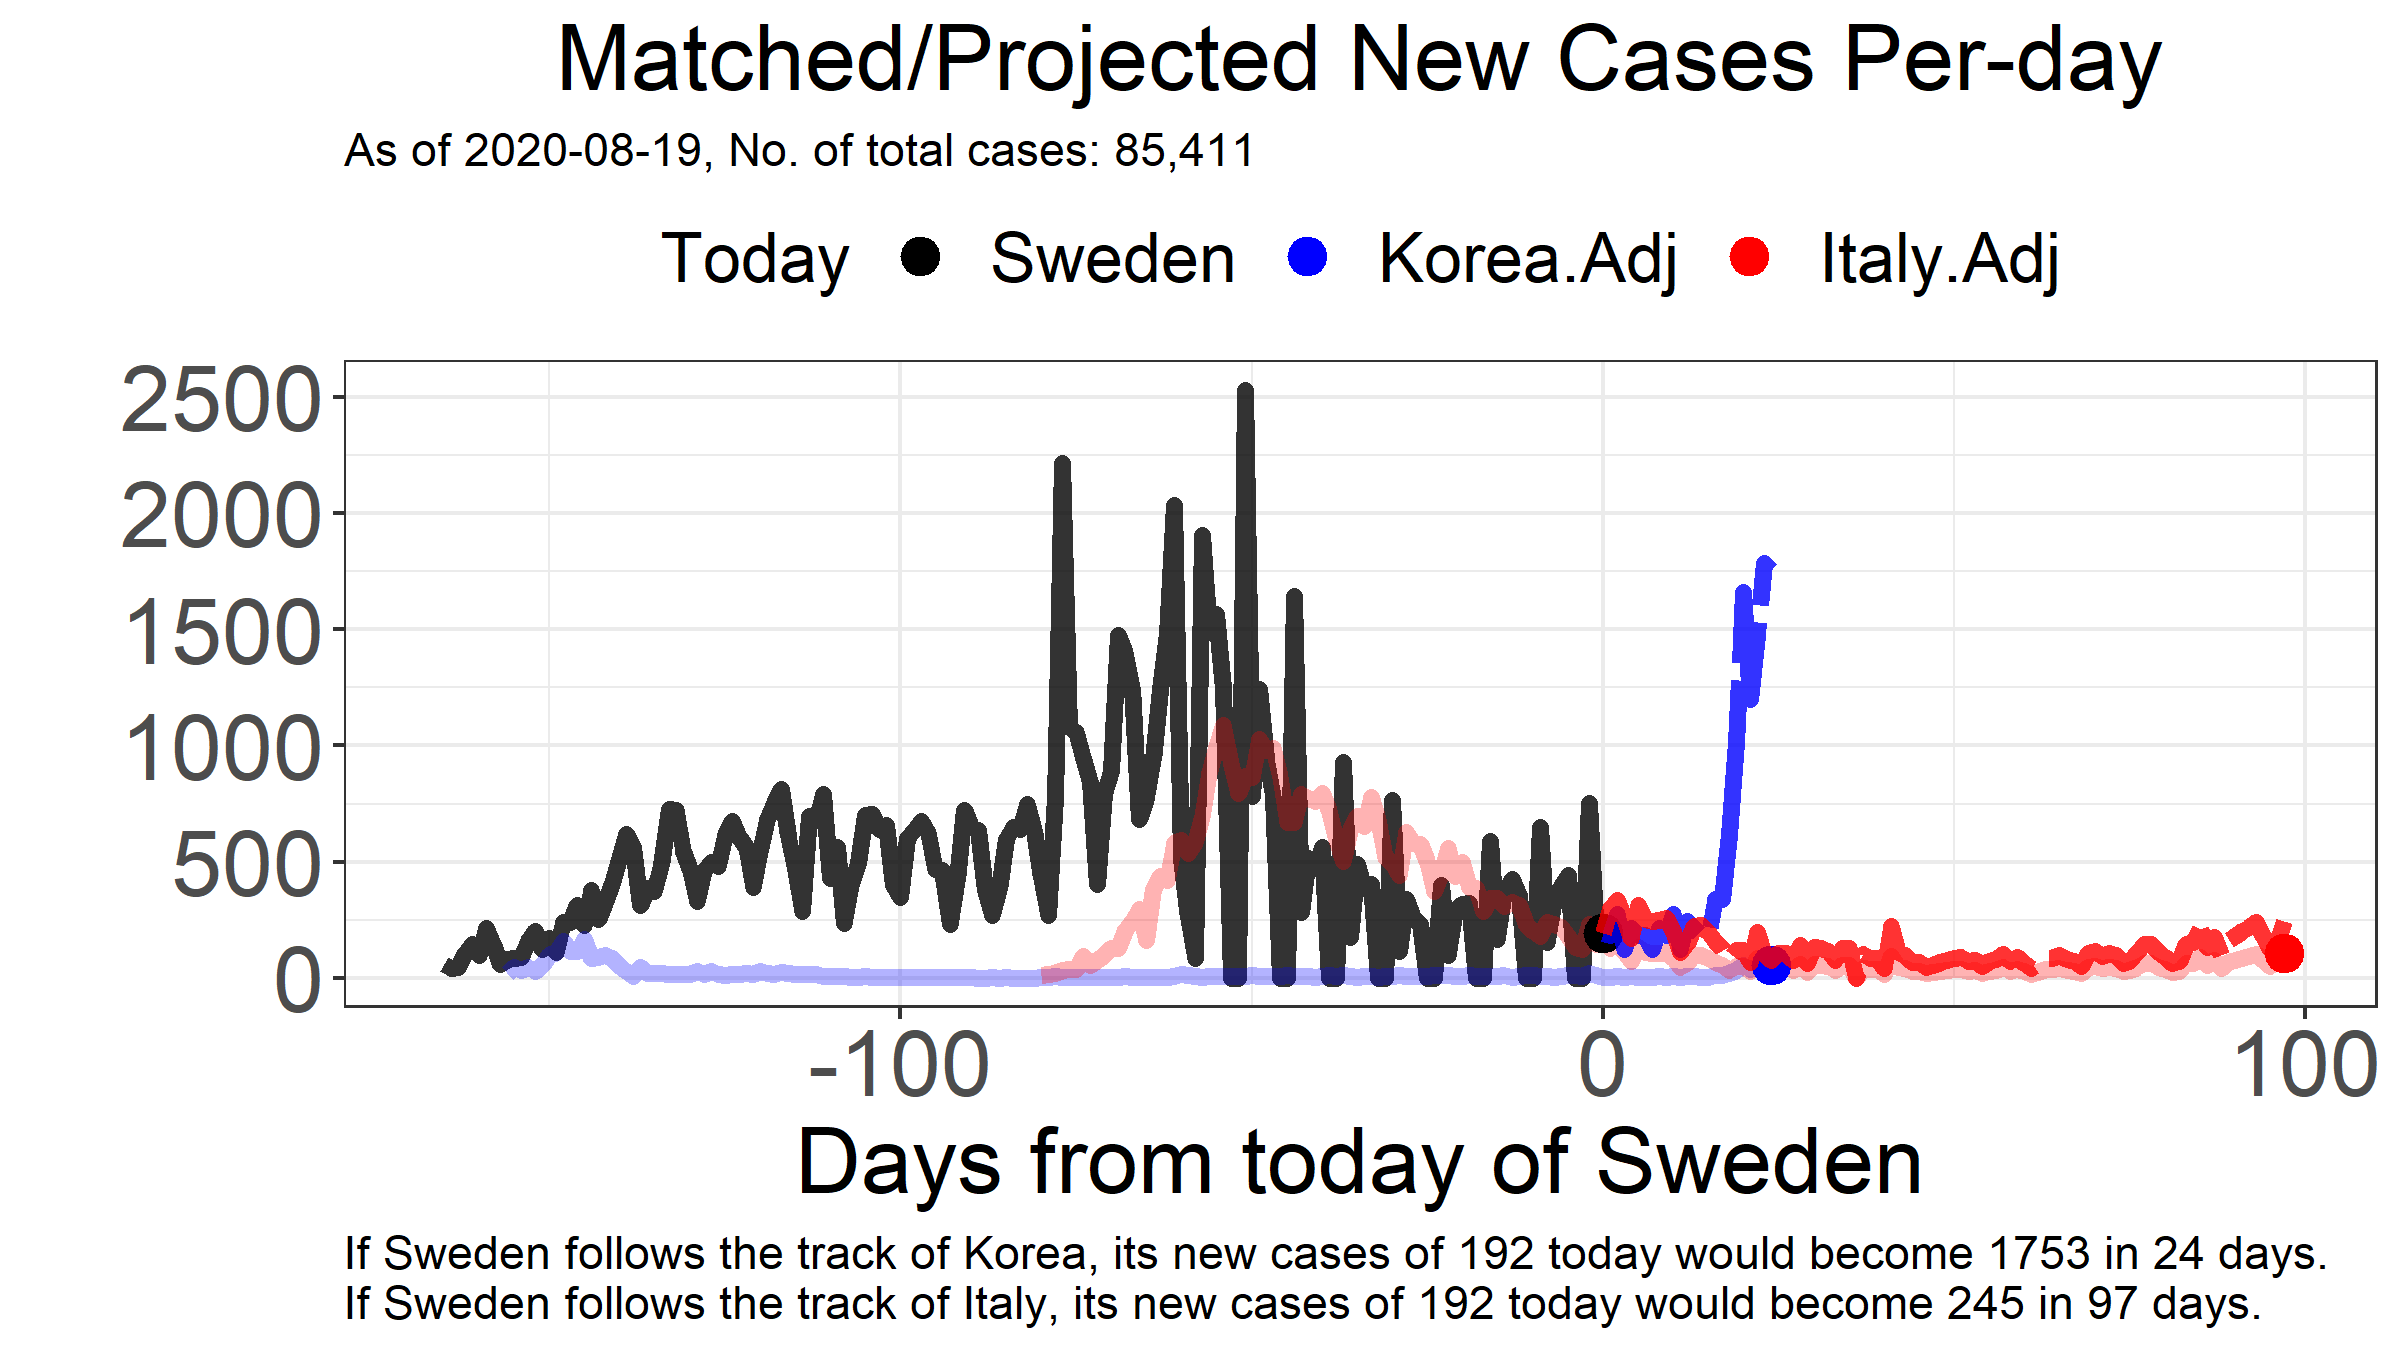 Matched/Projected New Cases Per-day
As of 2020-08-19, No. of total cases: 85,411
Today Sweden Korea.Adj Italy.Adj
2500
2000
1500
1000
500
0
-100 0 100
Days from today of Sweden
If Sweden follows the track of Korea, its new cases of 192 today would become 1753 in 24 days.
If Sweden follows the track of Italy, its new cases of 192 today would become 245 in 97 days.